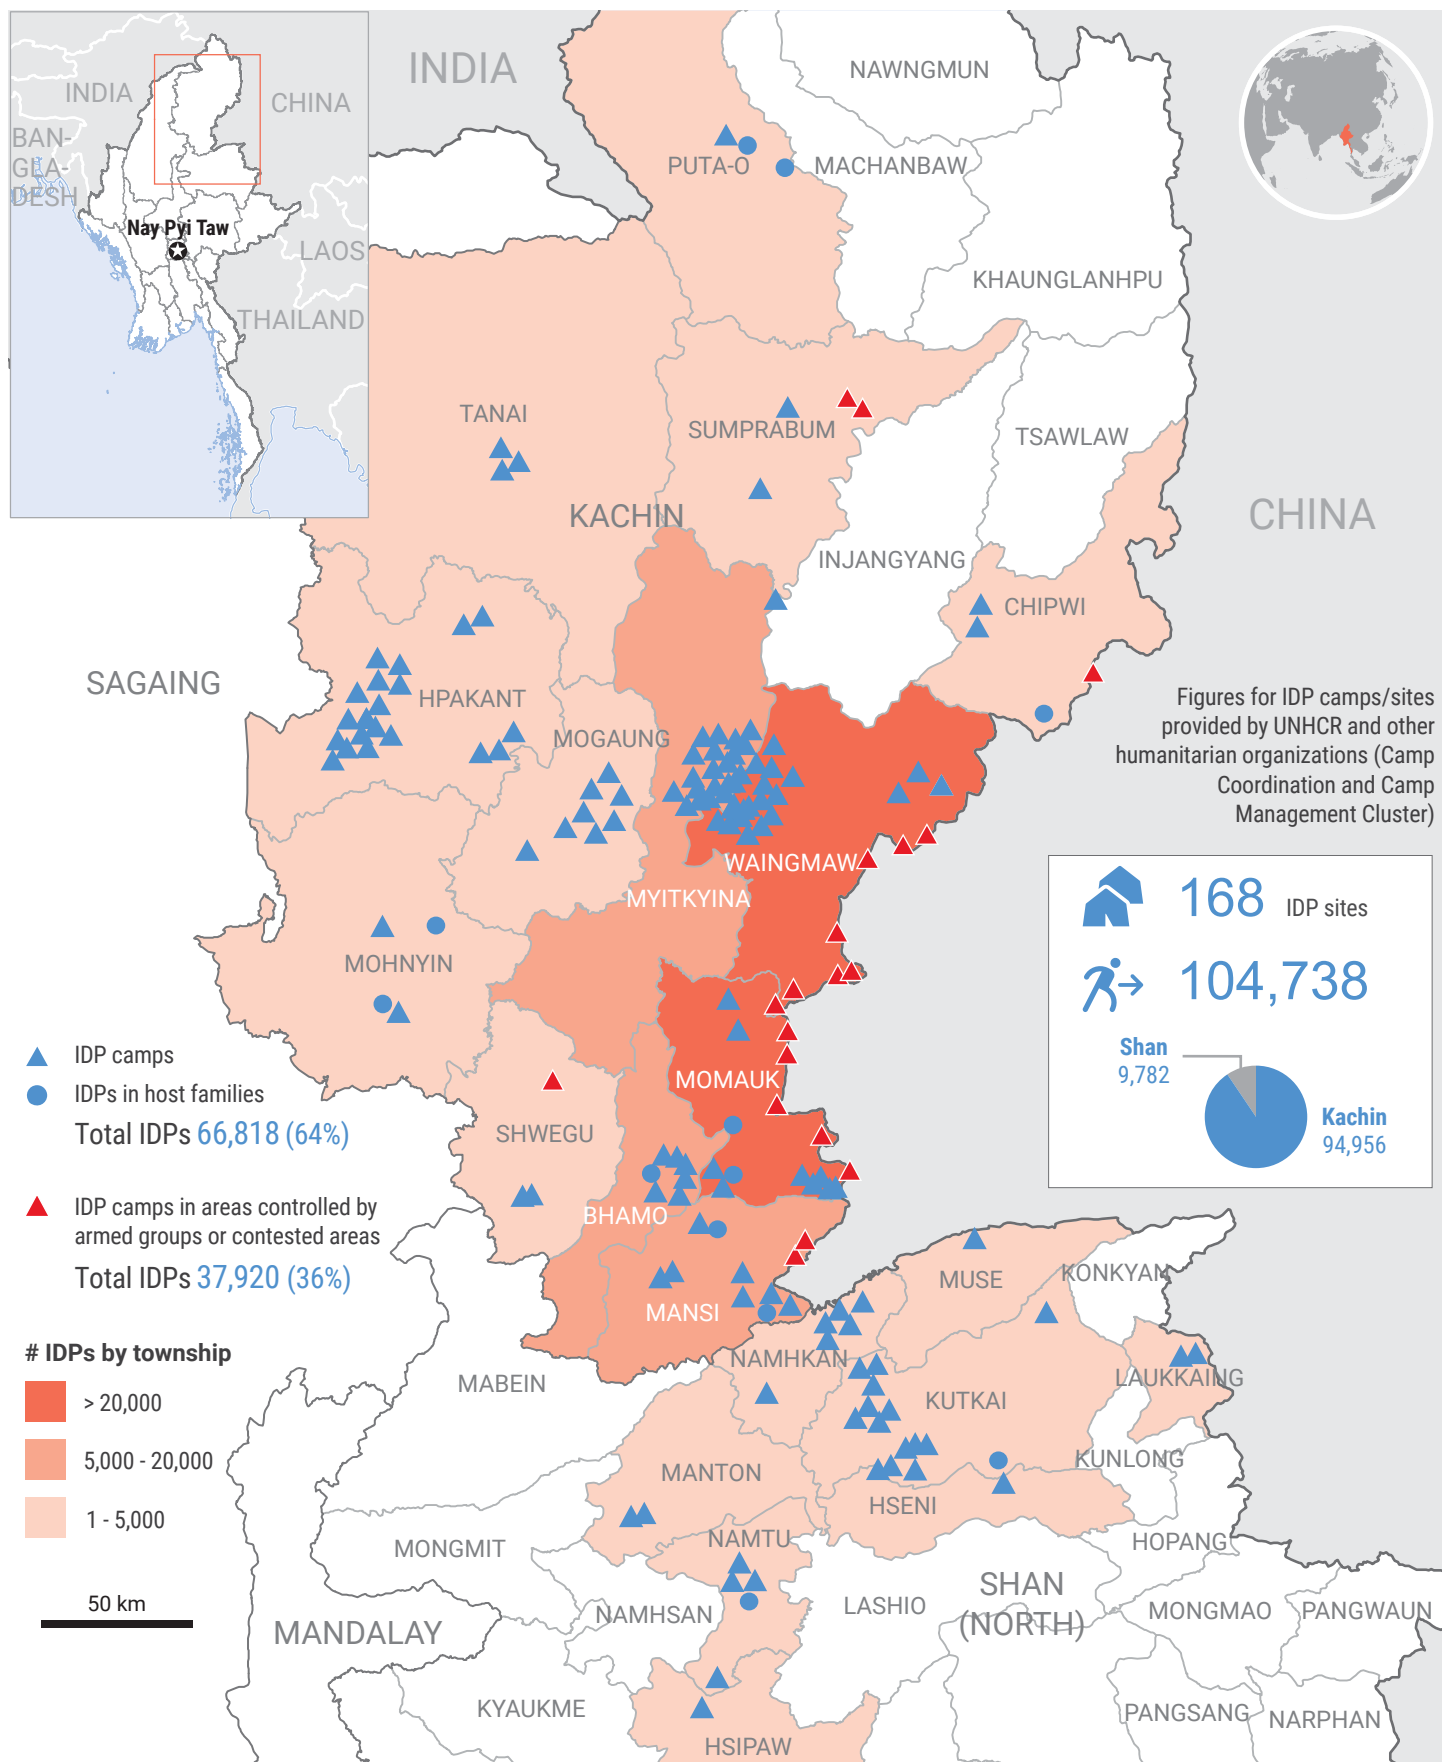 INDIA
CHINA
BAN-
GLA-
DESH
Nay Pyi Taw
LAOS
THAILAND
INDIA
NAWNGMUN
PUTA-O
MACHANBAW
KHAUNGLANHPU
TANAI
SUMPRABUM
TSAWLAW
KACHIN
CHINA
INJANGYANG
CHIPWI
SAGAING
HPAKANT
MOGAUNG
Figures for IDP camps/sites
provided by UNHCR and other
humanitarian organizations (Camp
Coordination and Camp
Management Cluster)
WAINGMAW
MYITKYINA
168 IDP sites
104,738
Shan
9,782
Kachin
94,956
MOHNYIN
IDP camps
IDPs in host families
Total IDPs 66,818 (64%)
IDP camps in areas controlled by
armed groups or contested areas
Total IDPs 37,920 (36%)
MOMAUK
SHWEGU
BHAMO
MANSI
MUSE
KONKYAN
NAMHKAN
LAUKKAING
KUTKAI
MABEIN
# IDPs by township
> 20,000
5,000 - 20,000
1 - 5,000
KUNLONG
MANTON
HSENI
NAMTU
HOPANG
MONGMIT
50 km
MANDALAY
NAMHSAN
LASHIO
SHAN
(NORTH)
MONGMAO
PANGWAUN
KYAUKME
PANGSANG
NARPHAN
HSIPAW